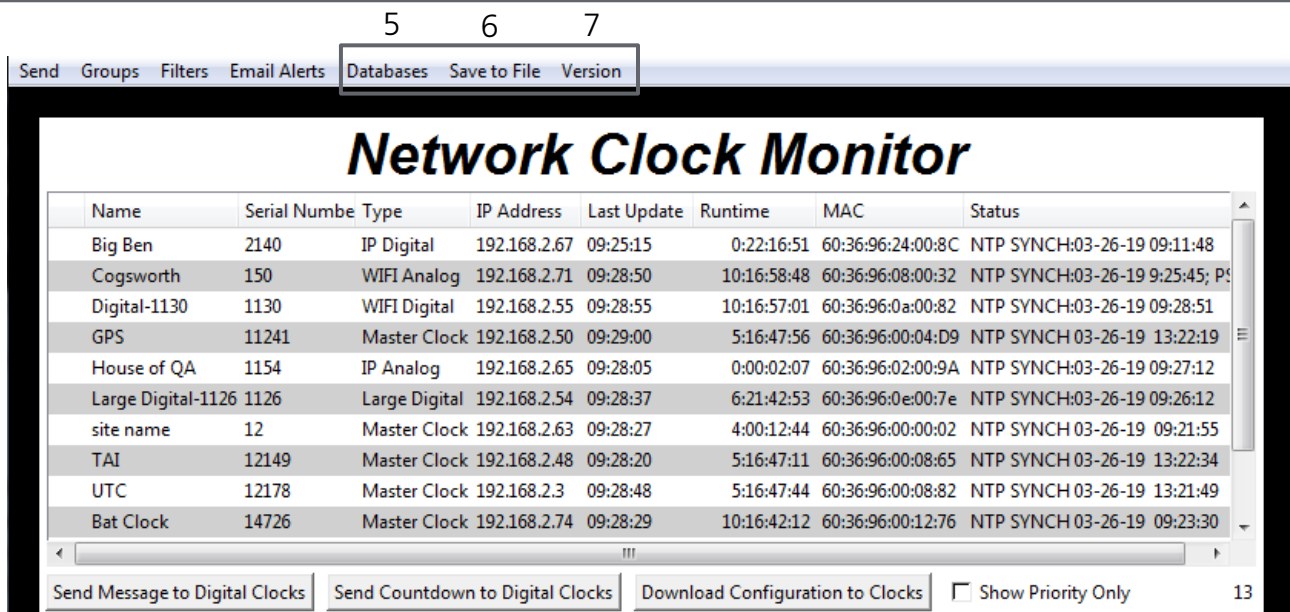 5 6 7
Send Groups Filters Email Alerts Databases Save to File Version
Network Clock Monitor
Name Serial Numbe Type IP Address Last Update Runtime MAC Status
Big Ben 2140 IP Digital 192.168.2.67 09:25:15 0:22:16:51 60:36:96:24:00:8C NTP SYNCH:03-26-19 09:11:48
Cogsworth 150 WIFI Analog 192.168.2.71 09:28:50 10:16:58:48 60:36:96:08:00:32 NTP SYNCH:03-26-19 9:25:45; PS
Digital-1130 1130 WIFI Digital 192.168.2.55 09:28:55 10:16:57:01 60:36:96:0a:00:82 NTP SYNCH:03-26-19 09:28:51
GPS 11241 Master Clock 192.168.2.50 09:29:00 5:16:47:56 60:36:96:00:04:D9 NTP SYNCH 03-26-19 13:22:19
House of QA 1154 IP Analog 192.168.2.65 09:28:05 0:00:02:07 60:36:96:02:00:9A NTP SYNCH:03-26-19 09:27:12
Large Digital-1126 1126 Large Digital 192.168.2.54 09:28:37 6:21:42:53 60:36:96:0e:00:7e NTP SYNCH:03-26-19 09:26:12
site name 12 Master Clock 192.168.2.63 09:28:27 4:00:12:44 60:36:96:00:00:02 NTP SYNCH 03-26-19 09:21:55
TAI 12149 Master Clock 192.168.2.48 09:28:20 5:16:47:11 60:36:96:00:08:65 NTP SYNCH 03-26-19 13:22:34
UTC 12178 Master Clock 192.168.2.3 09:28:48 5:16:47:44 60:36:96:00:08:82 NTP SYNCH 03-26-19 13:21:49
Bat Clock 14726 Master Clock 192.168.2.74 09:28:29 10:16:42:12 60:36:96:00:12:76 NTP SYNCH 03-26-19 09:23:30
Send Message to Digital Clocks Send Countdown to Digital Clocks Download Configuration to Clocks Show Priority Only 13